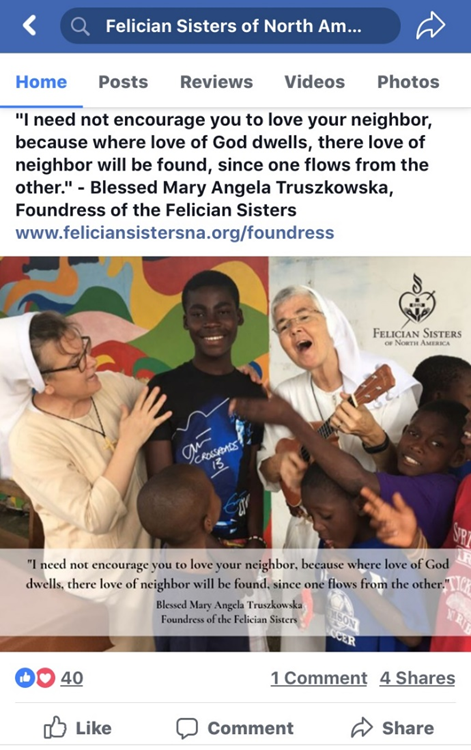 Felician Sisters of North Am...
Home Posts Reviews Videos Photos
"I need not encourage you to love your neighbor,
because where love of God dwells, there love of
neighbor will be found, since one flows from the
other." - Blessed Mary Angela Truszkowska,
Foundress of the Felician Sisters
www.feliciansistersna.org/foundress
FELICIAN SISTERS
OF NORTH AMERICA
CROSSROADS
13
"I need not encourage you to love your neighbor, because where love of God
dwells, there love of neighbor will be found, since one flows from the other."
Blessed Mary Angela Truszkowska
Foundress of the Felician Sisters
40 1 Comment 4 Shares
Like Comment Share